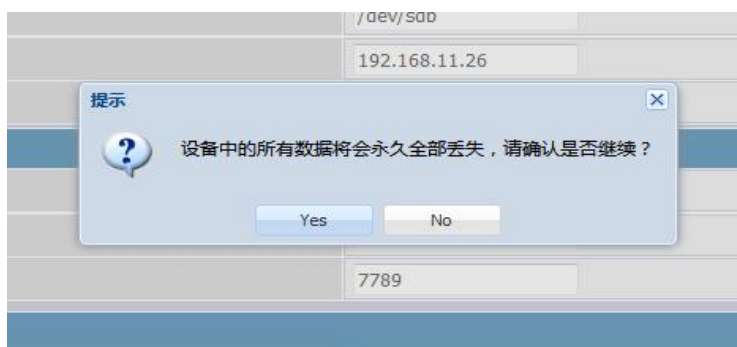 /dev/sdb
192.168.11.26
提示
设备中的所有数据将会永久全部丢失，请确认是否继续？
Yes
No
7789